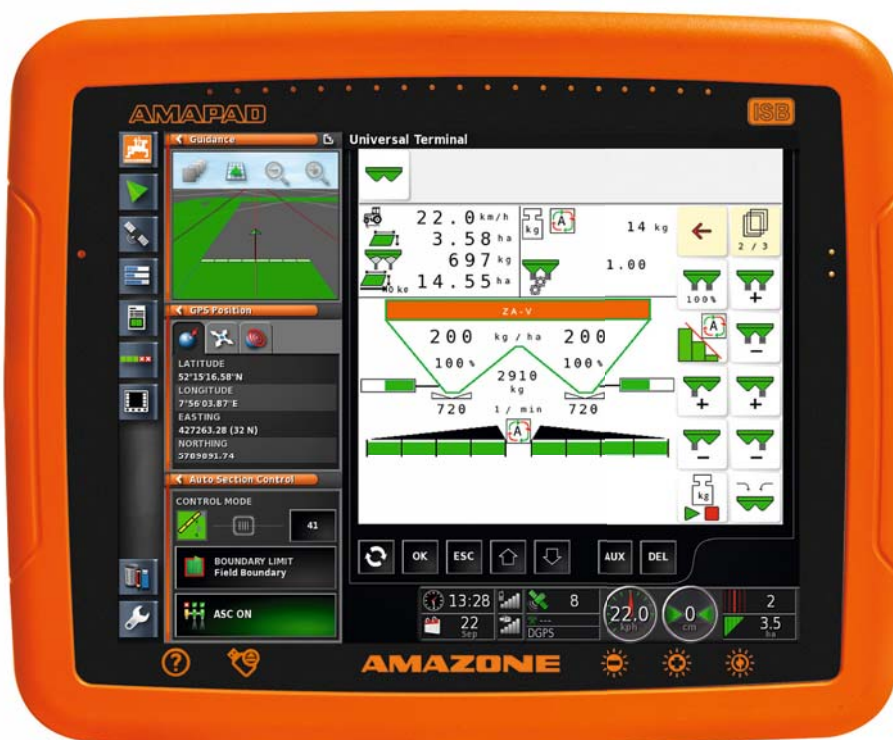 AMAPAD
ISB
Guidance
Universal Terminal
22.0 km/h
3.58 ha
697 kg
14.55 ha
kg
A
14 kg
1.00
2 / 3
100%
+
ZA-V
200 kg / ha 200
100% 100%
2910
kg
720 1 / min 720
A
A
−
+
+
−
−
kg
GPS Position
LATITUDE
52°15'16.58"N
LONGITUDE
7°56'03.87"E
EASTING
427263.28 (32 N)
NORTHING
5789891.74
Auto Section Control
CONTROL MODE
41
BOUNDARY LIMIT
Field Boundary
ASC ON
OK ESC AUX DEL
13:28
8
22.0
kph
0
cm
2
22
Sep
---
DGPS
3.5
ha
?
AMAZONE